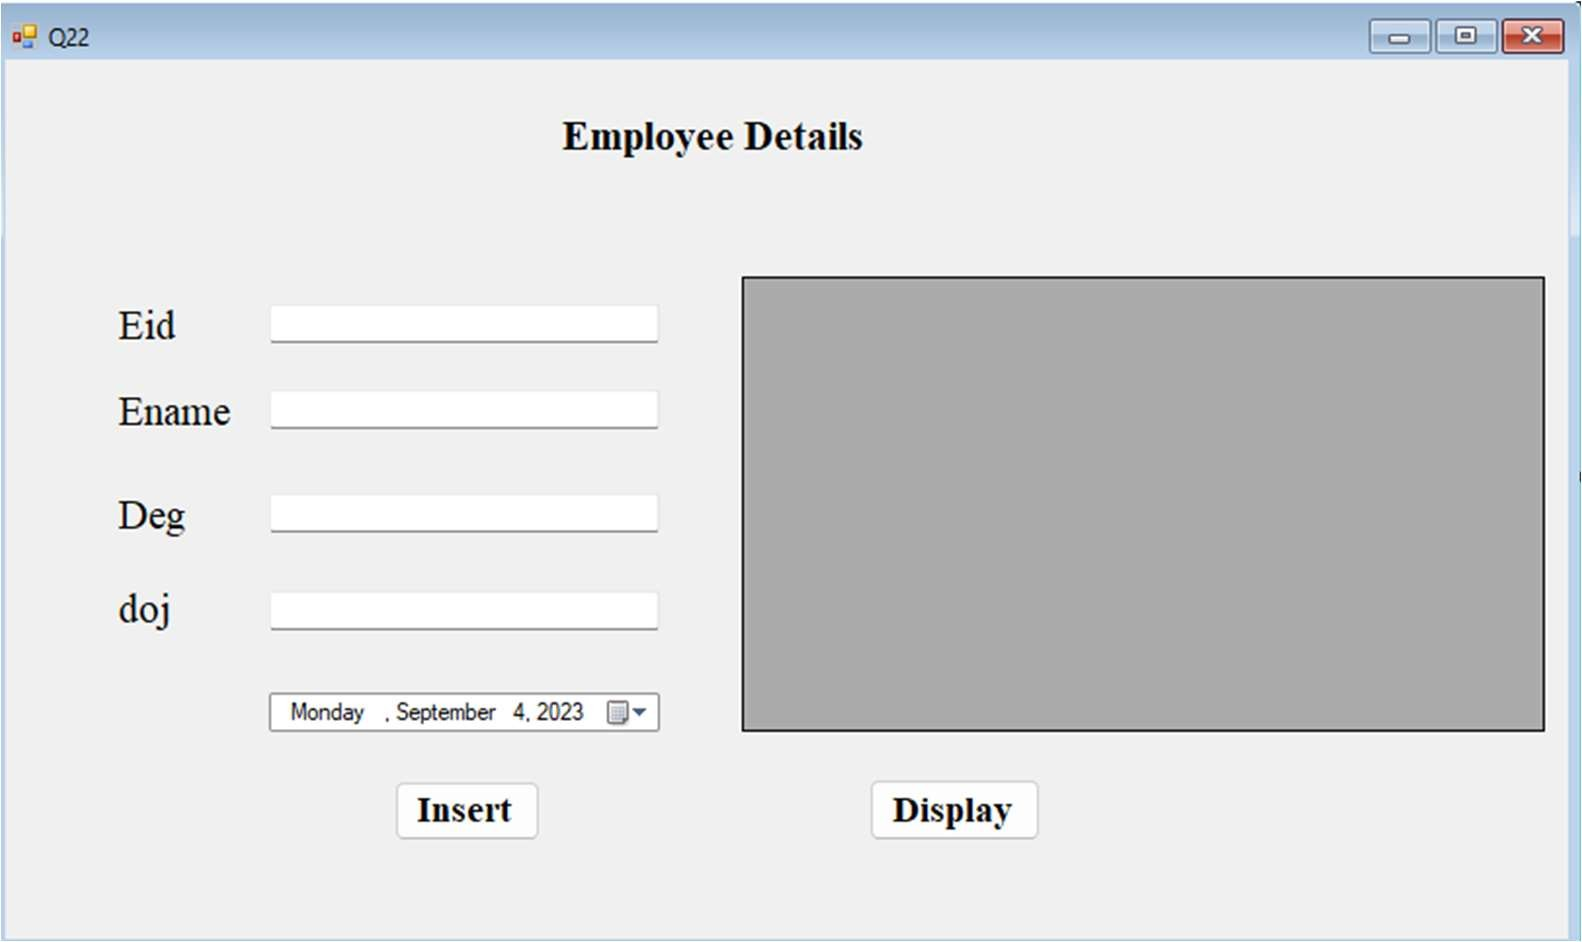 Q22
Employee Details
Eid
Ename
Deg
doj
Monday , September 4, 2023
Insert
Display